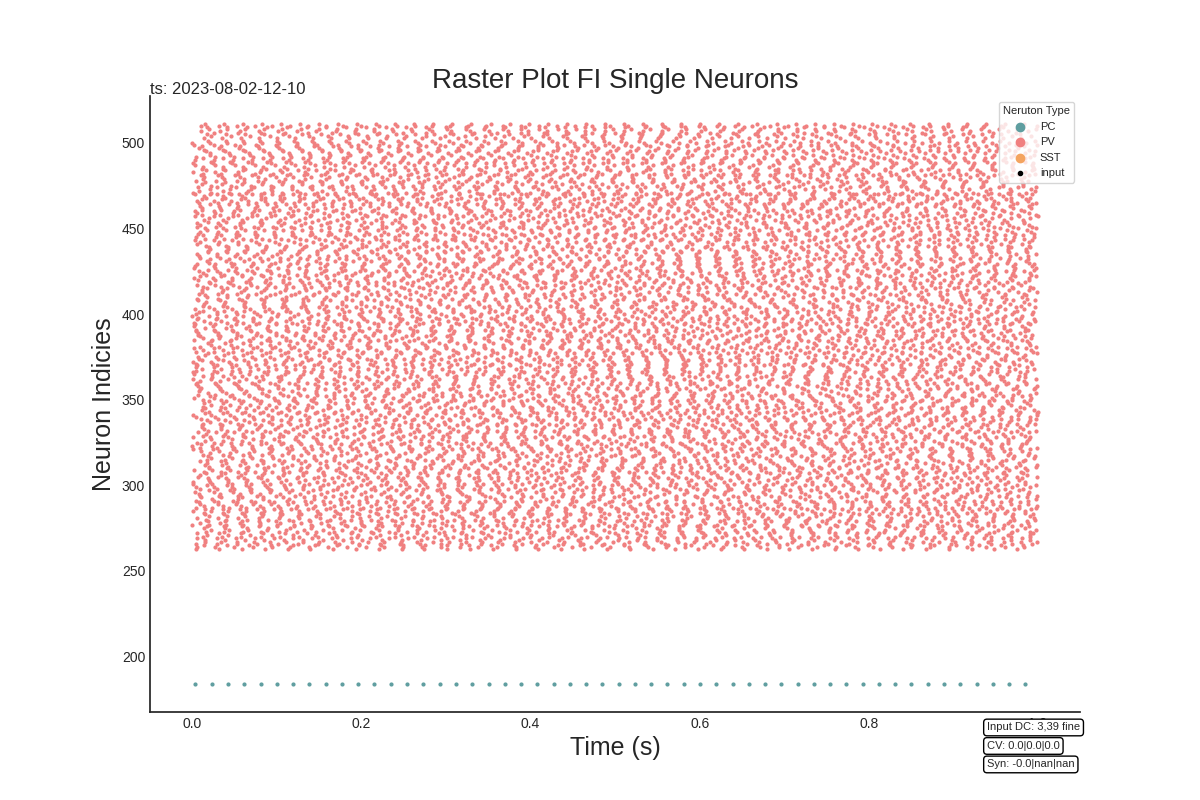 Raster Plot FI Single Neurons
ts: 2023-08-02-12-10
Neruton Type
PC
PV
SST
input
500
450
400
350
300
250
200
Neuron Indicies
0.0 0.2 0.4 0.6 0.8
Time (s)
Input DC: 3,39 fine
CV: 0.0|0.0|0.0
Syn: -0.0|nan|nan